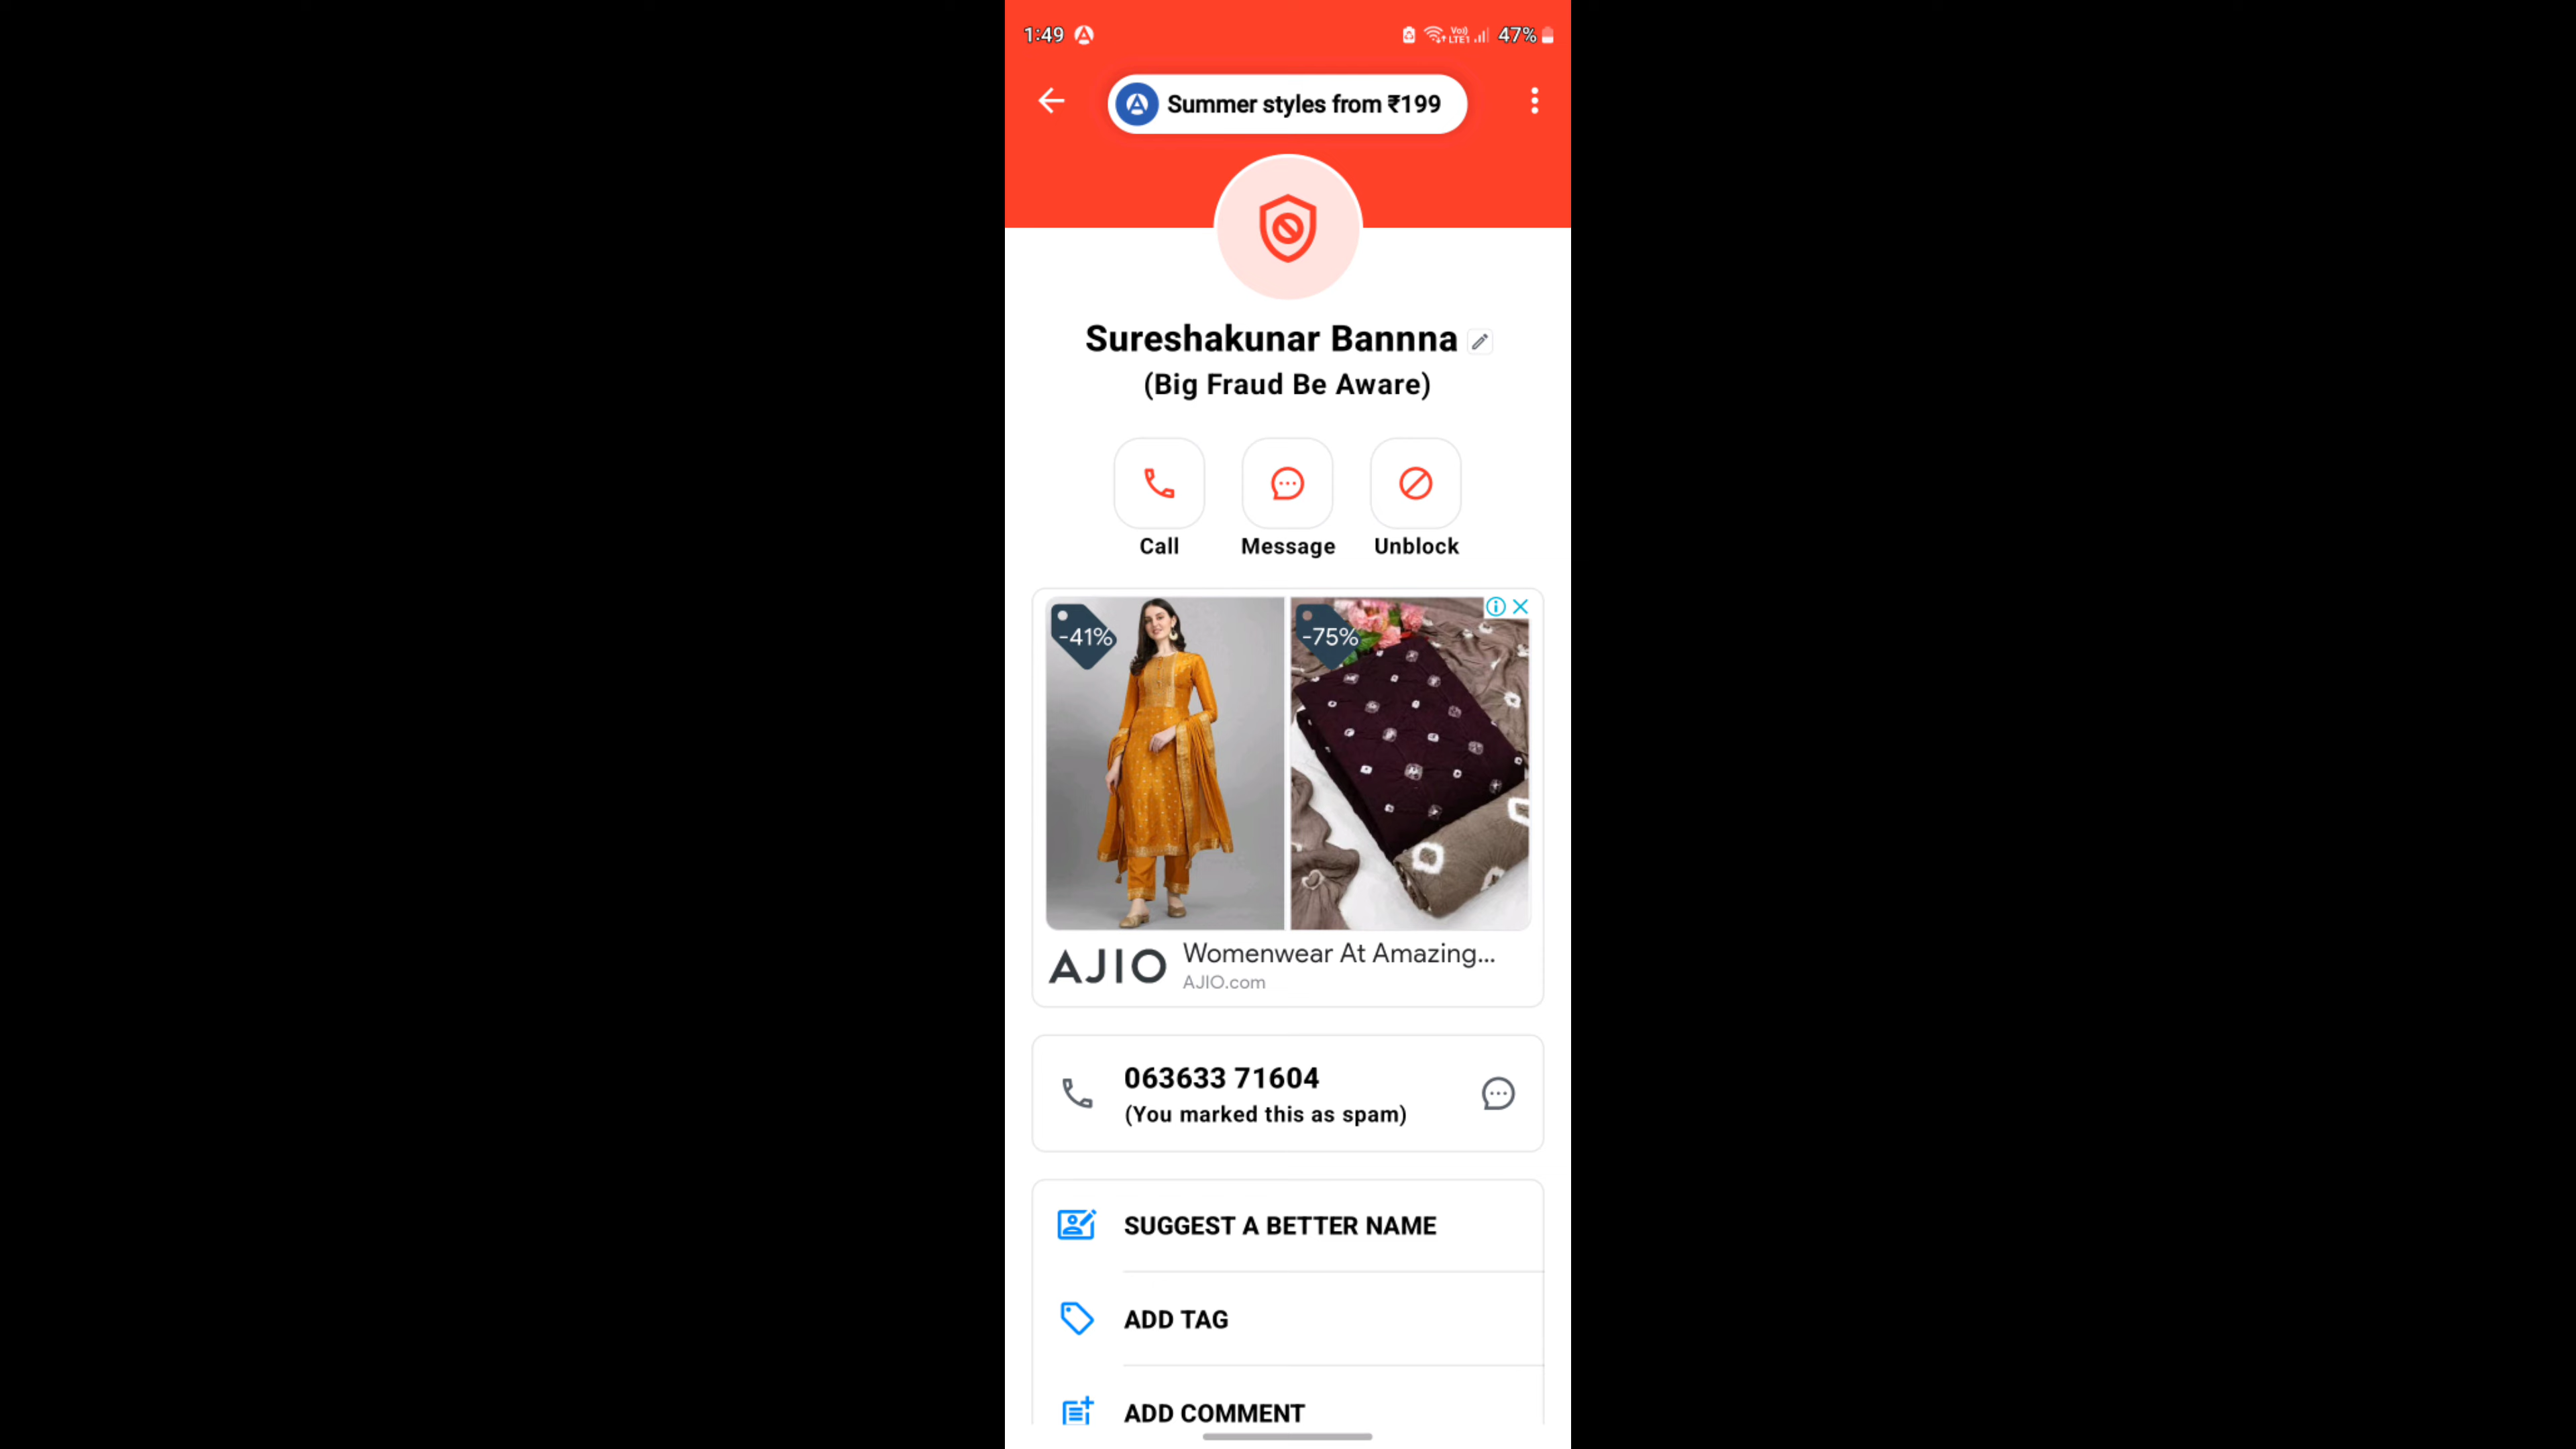 1:49
Vo))
LTE1
47%
Summer styles from ₹199
Sureshakunar Bannna
(Big Fraud Be Aware)
Call
Message
Unblock
-41%
-75%
AJIO
Womenwear At Amazing...
AJIO.com
063633 71604
(You marked this as spam)
SUGGEST A BETTER NAME
ADD TAG
ADD COMMENT